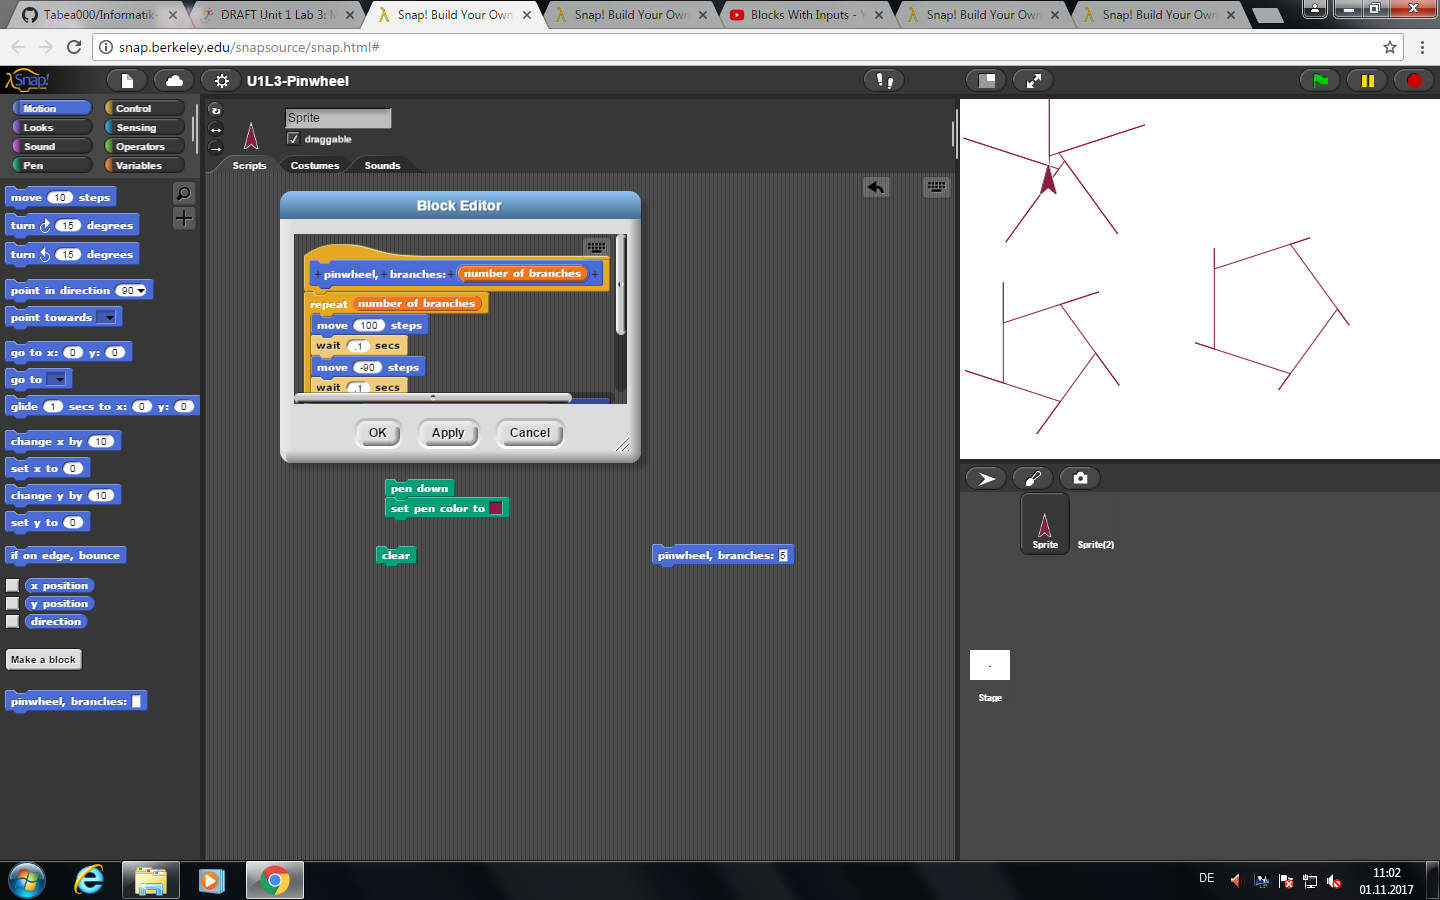 Tabea000/Informatik-
DRAFT Unit 1 Lab 3:
Snap! Build Your Own
Snap! Build Your Own
Blocks With Inputs -
Snap! Build Your Own
Snap! Build Your Own
snap.berkeley.edu/snapsource/snap.html#
Snap!
U1L3-Pinwheel
Motion
Control
Looks
Sensing
Sound
Operators
Pen
Variables
move 10 steps
turn 15 degrees
turn 15 degrees
point in direction 90
point towards
go to x: 0 y: 0
go to
glide 1 secs to x: 0 y: 0
change x by 10
set x to 0
change y by 10
set y to 0
if on edge, bounce
x position
y position
direction
Make a block
pinwheel, branches:
Sprite
draggable
Scripts
Costumes
Sounds
Block Editor
+ pinwheel, + branches: + number of branches +
repeat number of branches
move 100 steps
wait .1 secs
move -90 steps
wait .1 secs
OK
Apply
Cancel
pen down
set pen color to
clear
pinwheel, branches: 5
Sprite
Sprite(2)
Stage
DE
11:02
01.11.2017